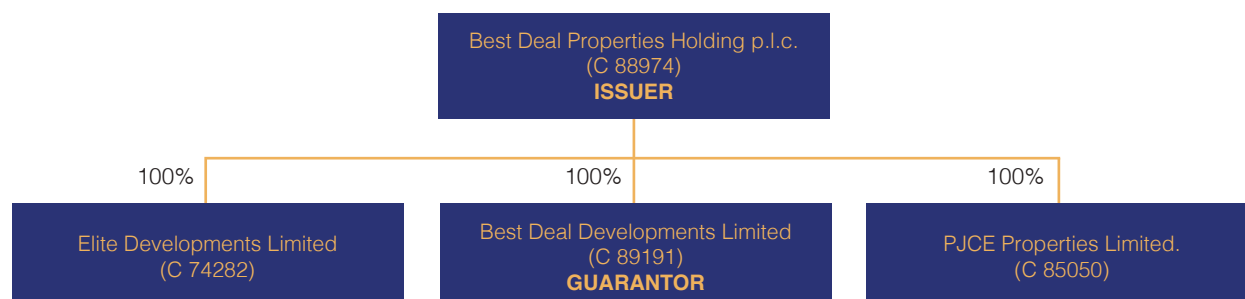 Best Deal Properties Holding p.l.c.
(C 88974)
ISSUER
100%
100%
100%
Elite Developments Limited
(C 74282)
Best Deal Developments Limited
(C 89191)
GUARANTOR
PJCE Properties Limited.
(C 85050)